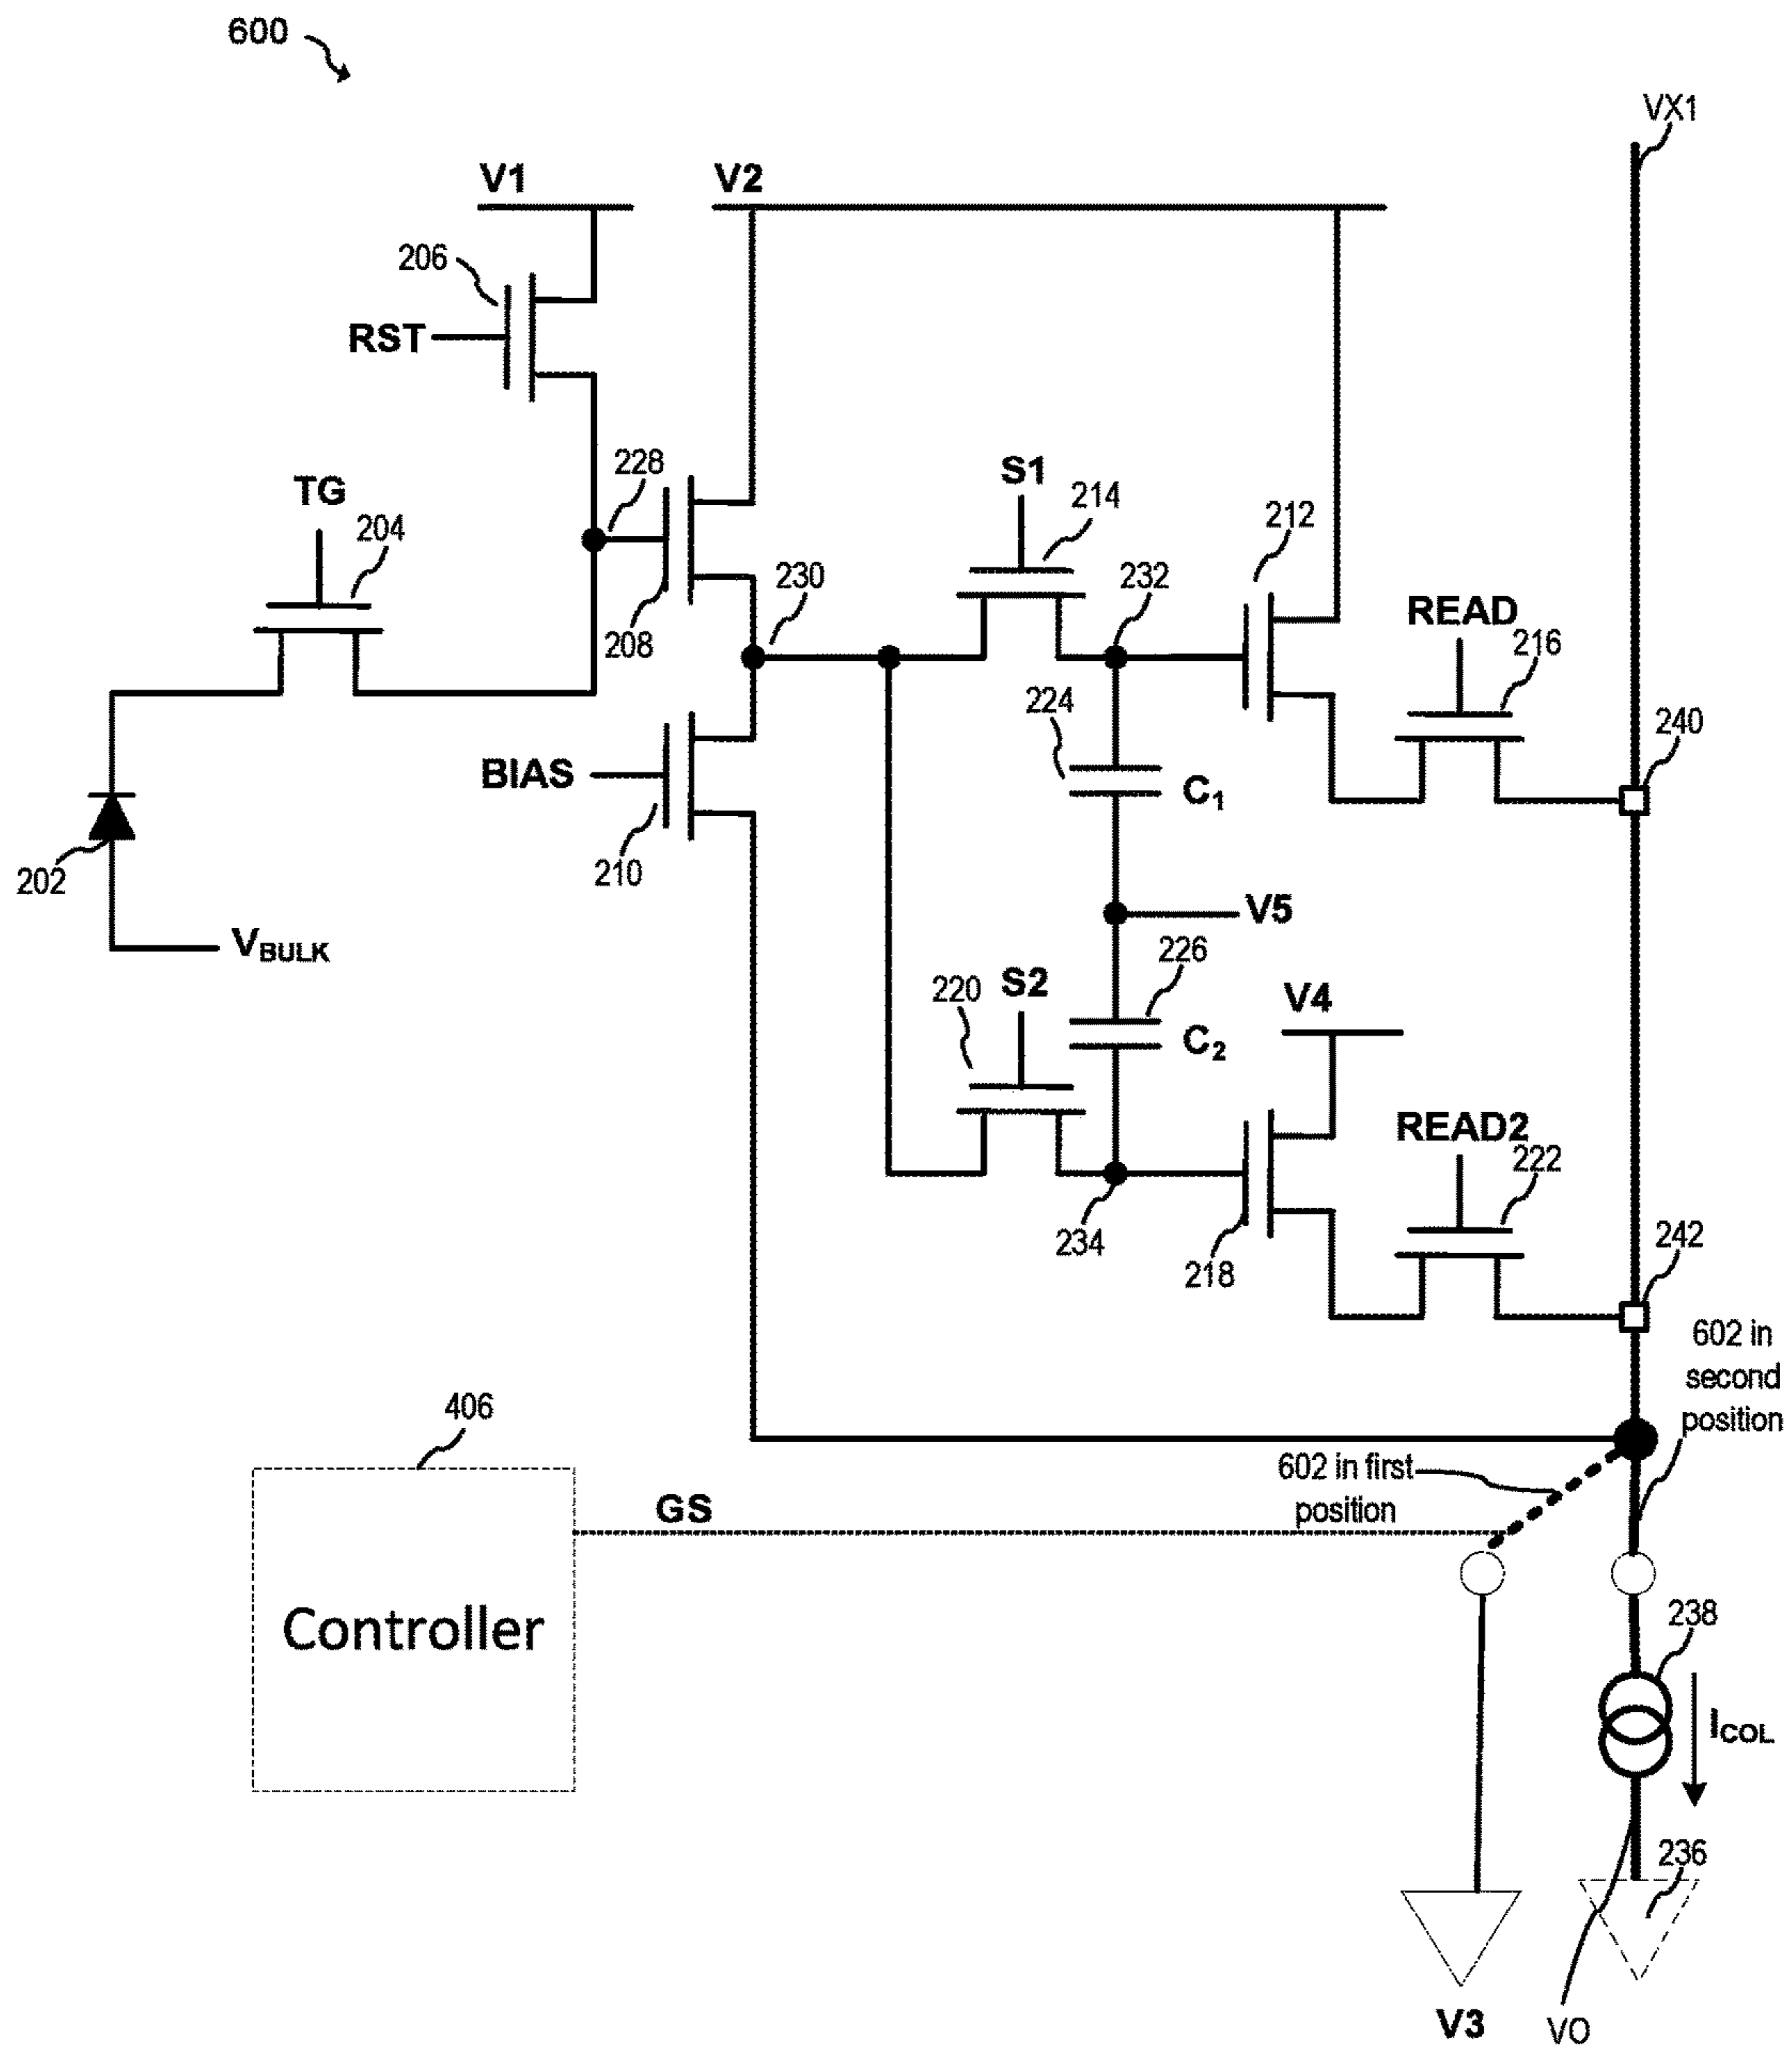 600
VX1
V1
V2
206
RST
228
S1
TG
214
204
212
230
232
READ
208
216
224
240
BIAS
C1
202
210
V5
VBULK
226
S2
220
V4
C2
READ2
222
234
242
218
602 in
second
position
406
602 in first
position
GS
Controller
238
ICOL
236
V3
VO